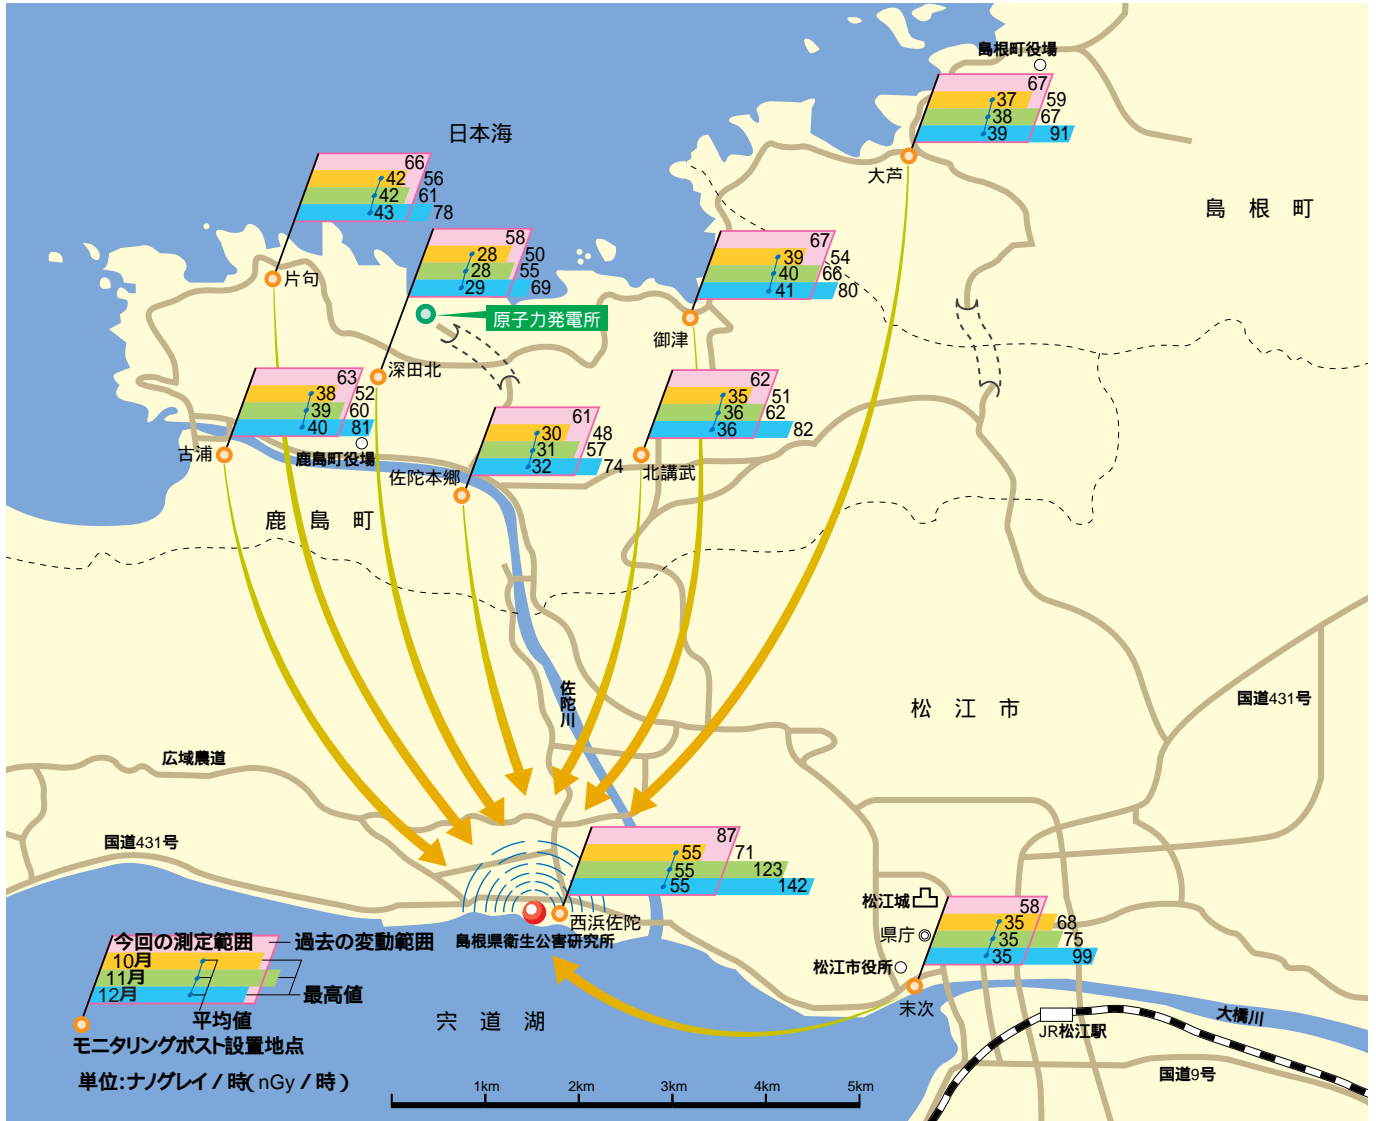 島根町役場
67
37 59
38 67
39 91
大芦
日本海
島 根 町
66
42 56
42 61
43 78
片句
58
28 50
28 55
29 69
原子力発電所
深田北
67
39 54
40 66
41 80
御津
63
38 52
39 60
40 81
古浦
鹿島町役場
61
30 48
31 57
32 74
佐陀本郷
62
35 51
36 62
36 82
北講武
鹿 島 町
佐陀川
松 江 市
国道431号
広域農道
国道431号
87
55 71
55 123
55 142
西浜佐陀
島根県衛生公害研究所
松江城
県庁
松江市役所
58
35 68
35 75
35 99
末次
大橋川
JR松江駅
国道9号
宍 道 湖
今回の測定範囲 過去の変動範囲
10月
11月
12月
最高値
平均値
モニタリングポスト設置地点
単位:ナノグレイ/時(nGy/時)
1km 2km 3km 4km 5km